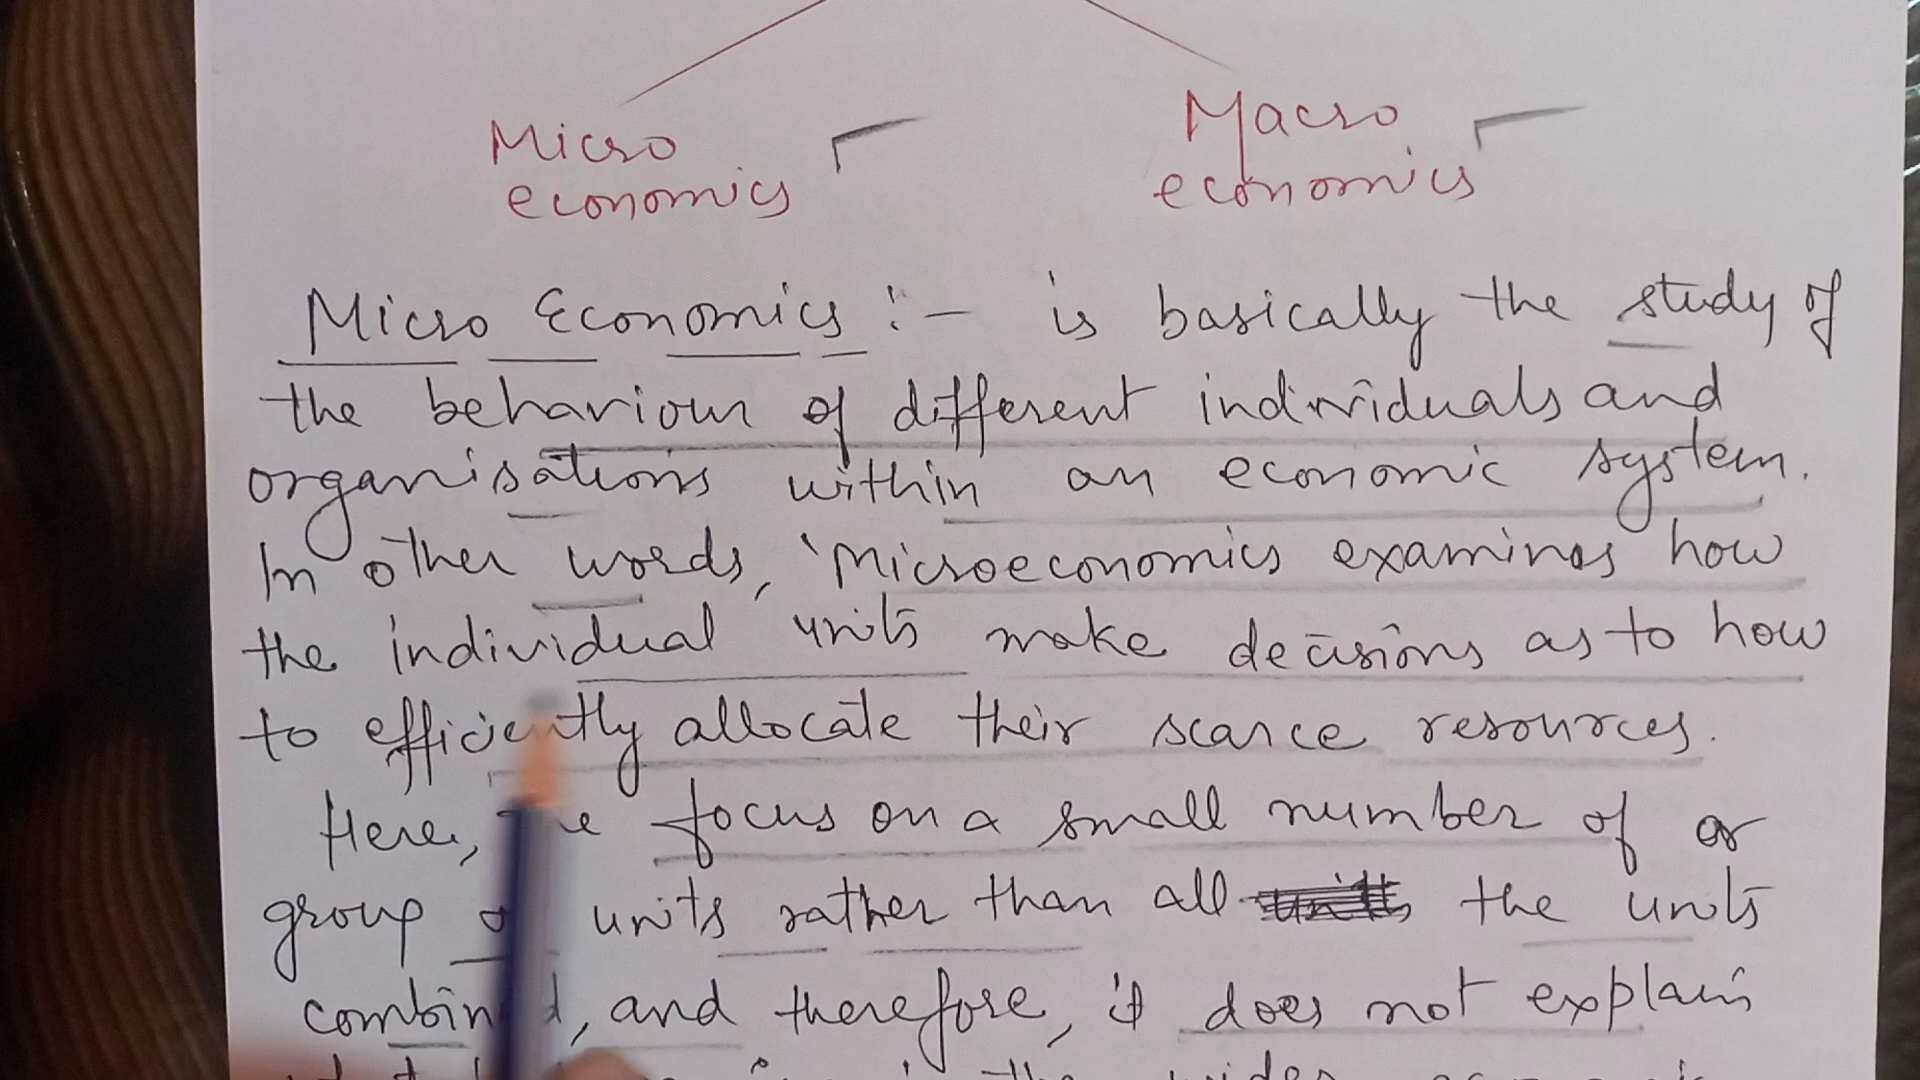 Micro
economics
Macro
economics
Micro Economics :- is basically the study of
the behaviour of different individuals and
organisations within an economic system.
In other words, 'Microeconomics examines how
the individual units make decisions as to how
to efficiently allocate their scarce resources.
Here, focus on a small number of or
group units rather than all the units
combined, and therefore, it does not explain
the wider